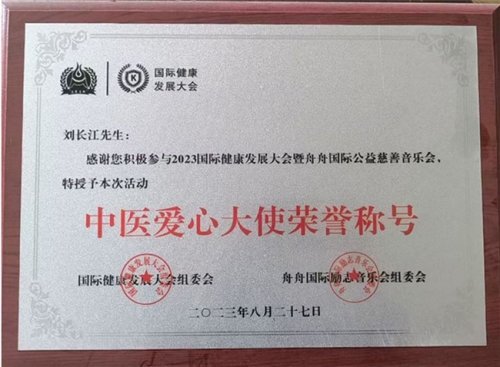 国际健康
发展大会
刘长江先生：
感谢您积极参与2023国际健康发展大会暨舟舟国际公益慈善音乐会，
特授予本次活动
中医爱心大使荣誉称号
国际健康发展大会组委会
舟舟国际励志音乐会组委会
二〇二三年八月二十七日